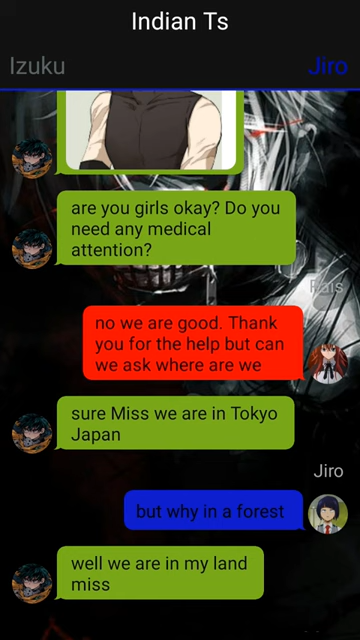 Indian Ts
Izuku
Jiro
are you girls okay? Do you
need any medical
attention?
Rais
no we are good. Thank
you for the help but can
we ask where are we
sure Miss we are in Tokyo
Japan
Jiro
but why in a forest
well we are in my land
miss